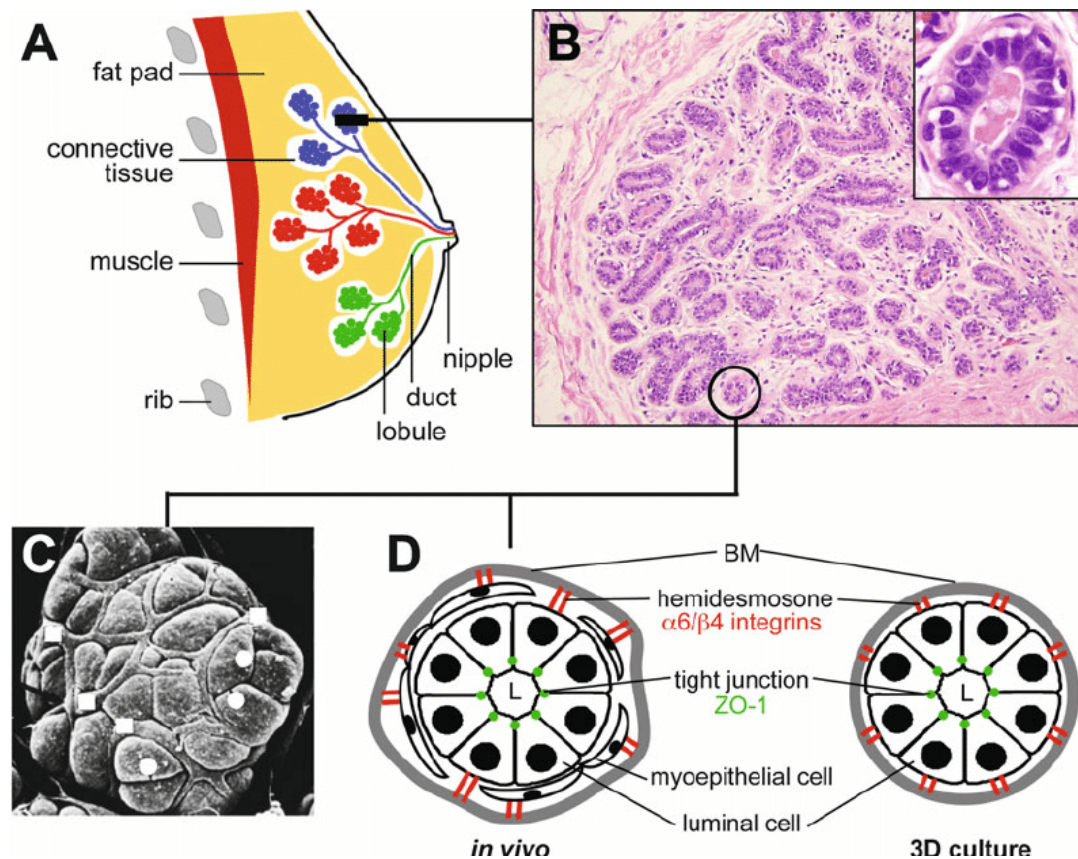 A
fat pad
connective
tissue
muscle
rib
nipple
duct
lobule
B
C
D
BM
hemidesmosone
α6/β4 integrins
tight junction
ZO-1
L
L
myoepithelial cell
luminal cell
in vivo
3D culture